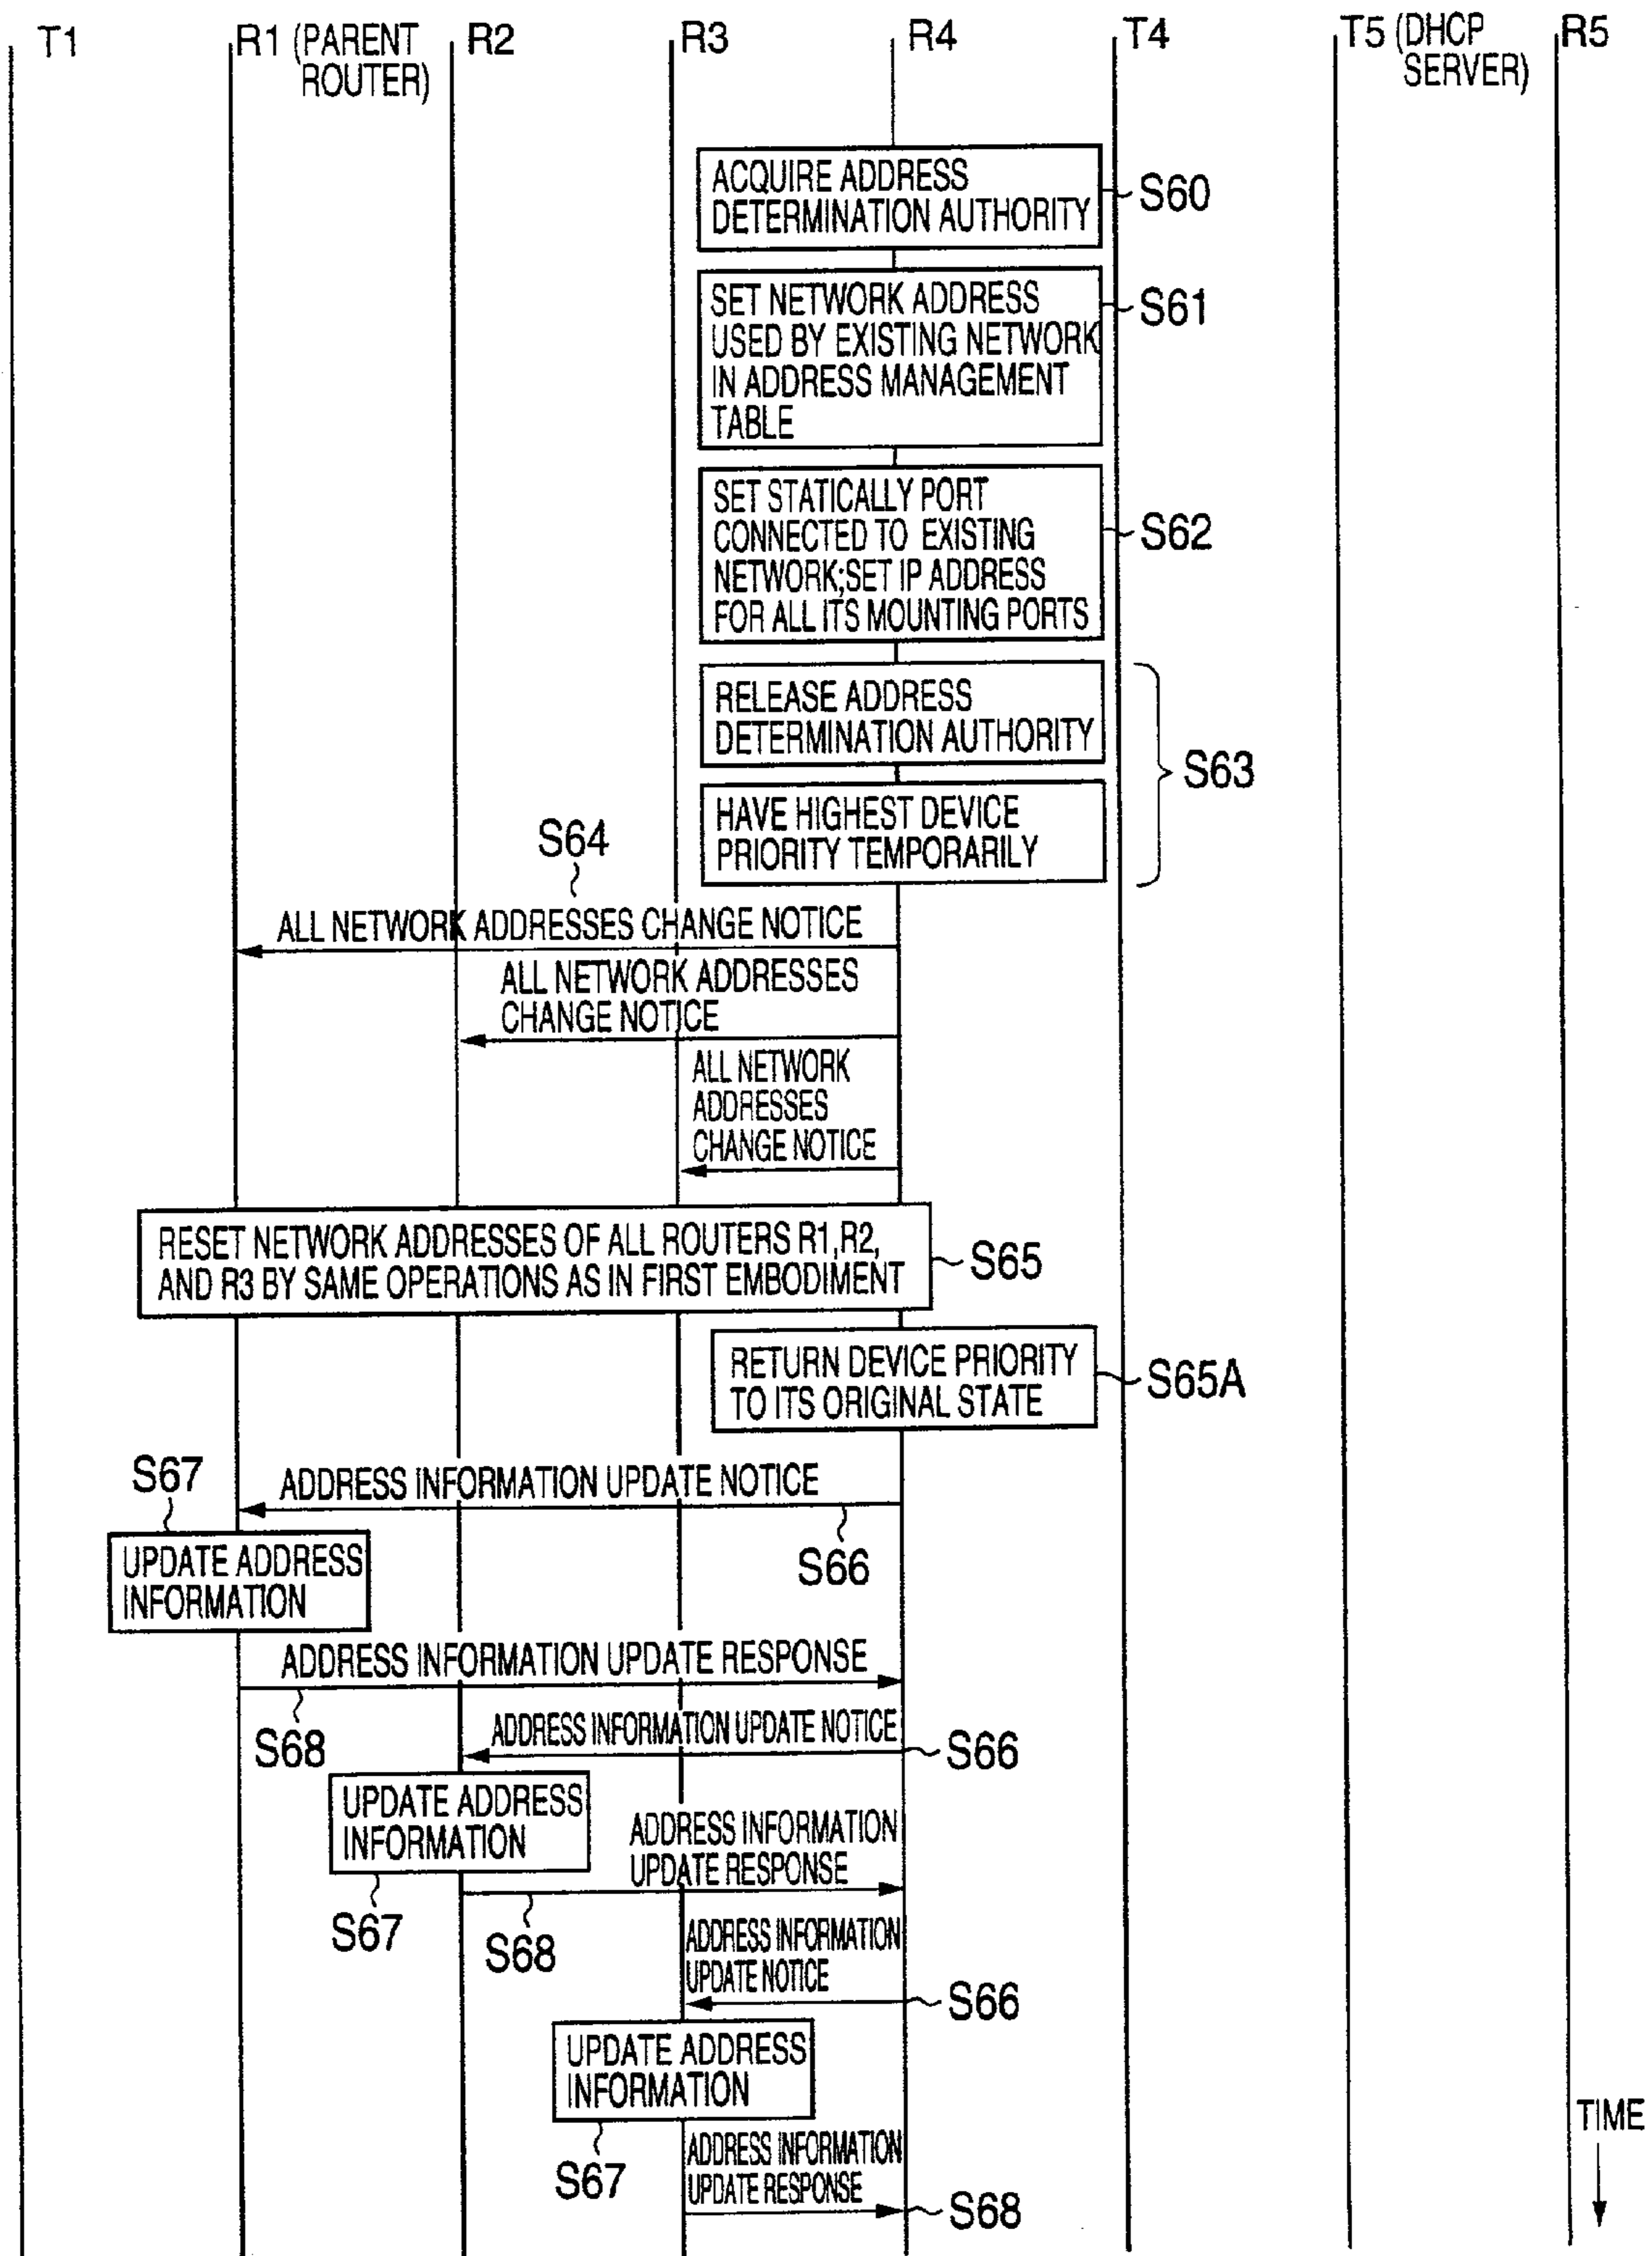 T1
R1 (PARENT
ROUTER)
R2
R3
R4
T4
T5 (DHCP
SERVER)
R5
ACQUIRE ADDRESS
DETERMINATION AUTHORITY
S60
SET NETWORK ADDRESS
USED BY EXISTING NETWORK
IN ADDRESS MANAGEMENT
TABLE
S61
SET STATICALLY PORT
CONNECTED TO EXISTING
NETWORK;SET IP ADDRESS
FOR ALL ITS MOUNTING PORTS
S62
RELEASE ADDRESS
DETERMINATION AUTHORITY
HAVE HIGHEST DEVICE
PRIORITY TEMPORARILY
S63
S64
ALL NETWORK ADDRESSES CHANGE NOTICE
ALL NETWORK ADDRESSES
CHANGE NOTICE
ALL NETWORK
ADDRESSES
CHANGE NOTICE
RESET NETWORK ADDRESSES OF ALL ROUTERS R1,R2,
AND R3 BY SAME OPERATIONS AS IN FIRST EMBODIMENT
S65
RETURN DEVICE PRIORITY
TO ITS ORIGINAL STATE
S65A
S67
ADDRESS INFORMATION UPDATE NOTICE
S66
UPDATE ADDRESS
INFORMATION
ADDRESS INFORMATION UPDATE RESPONSE
S68
ADDRESS INFORMATION UPDATE NOTICE
S66
UPDATE ADDRESS
INFORMATION
S67
ADDRESS INFORMATION
UPDATE RESPONSE
S68
ADDRESS INFORMATION
UPDATE NOTICE
S66
UPDATE ADDRESS
INFORMATION
S67
ADDRESS INFORMATION
UPDATE RESPONSE
S68
TIME